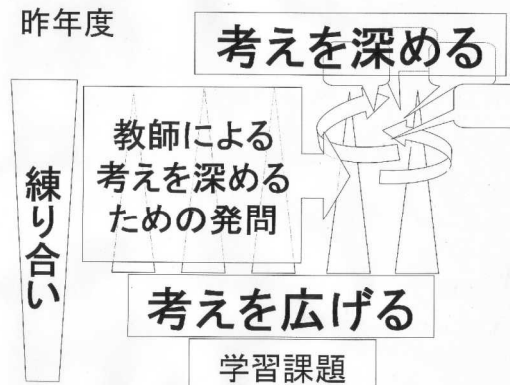 昨年度
考えを深める
教師による
考えを深める
ための発問
練り合い
考えを広げる
学習課題